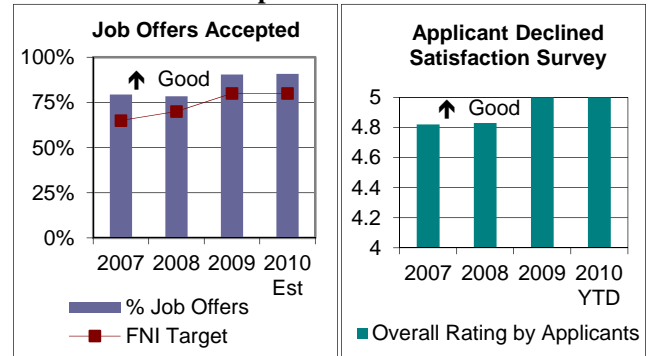 Job Offers Accepted
100%
Good
75%
50%
25%
0%
2007 2008 2009 2010
Est
% Job Offers
FNI Target
Applicant Declined
Satisfaction Survey
5
Good
4.8
4.6
4.4
4.2
4
2007 2008 2009 2010
YTD
Overall Rating by Applicants